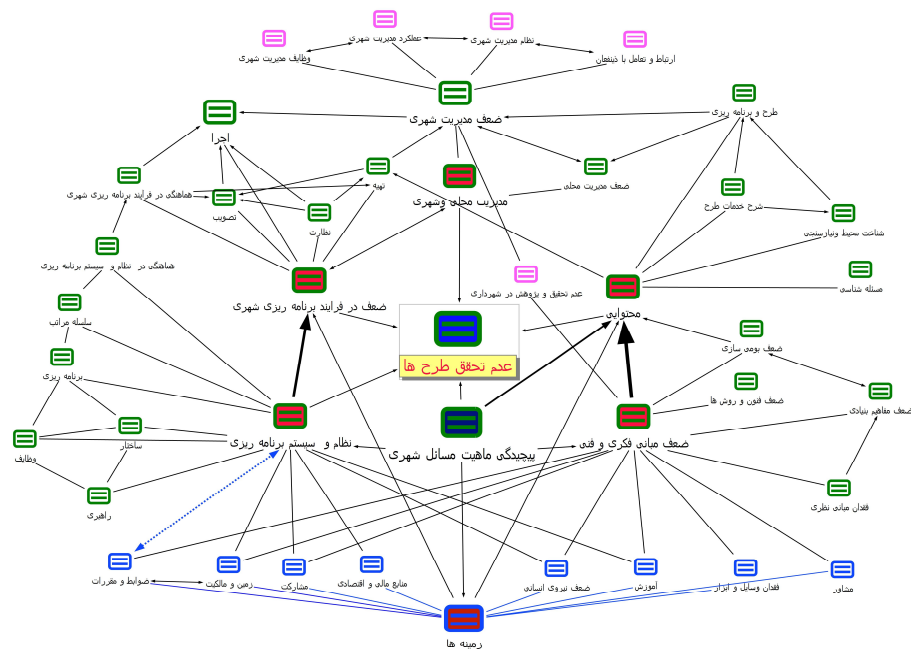 عملکرد مدیریت شهری
نظام مدیریت شهری
وظایف مدیریت شهری
ارتباط و تعامل با ذینفعان
طرح و برنامه ریزی
ضعف مدیریت شهری
اجرا
ضعف مدیریت محلی
تهیه
هماهنگی در فرآیند برنامه ریزی شهری
تصویب
مدیریت محلی وشهری
شرح خدمات طرح
نظارت
شناخت محیط ونیازسنجی
هماهنگی در نظام و سیستم برنامه ریزی
مسئله شناسی
عدم تحقیق و پژوهش در شهرداری
ضعف در فرآیند برنامه ریزی شهری
محتوایی
سلسله مراتب
ضعف بومی سازی
عدم تحقق طرح ها
برنامه ریزی
ضعف فنون و روش ها
ضعف مفاهیم بنیادی
نظام و سیستم برنامه ریزی
ضعف مبانی فکری و فنی
ساختار
پیچیدگی ماهیت مسائل شهری
وظایف
فقدان مبانی نظری
راهبری
ضوابط و مقررات
زمین و مالکیت
مشارکت
منابع مالی و اقتصادی
ضعف نیروی انسانی
آموزش
فقدان وسایل و ابزار
مشاور
زمینه ها